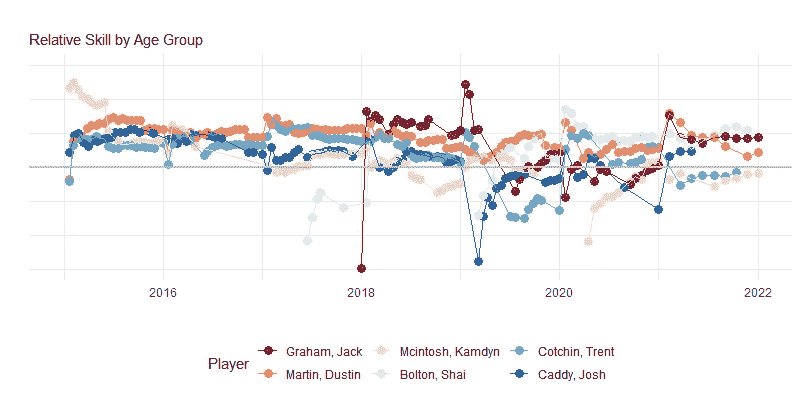 Relative Skill by Age Group
2016 2018 2020 2022
Player Graham, Jack Mcintosh, Kamdyn Cotchin, Trent
Martin, Dustin Bolton, Shai Caddy, Josh